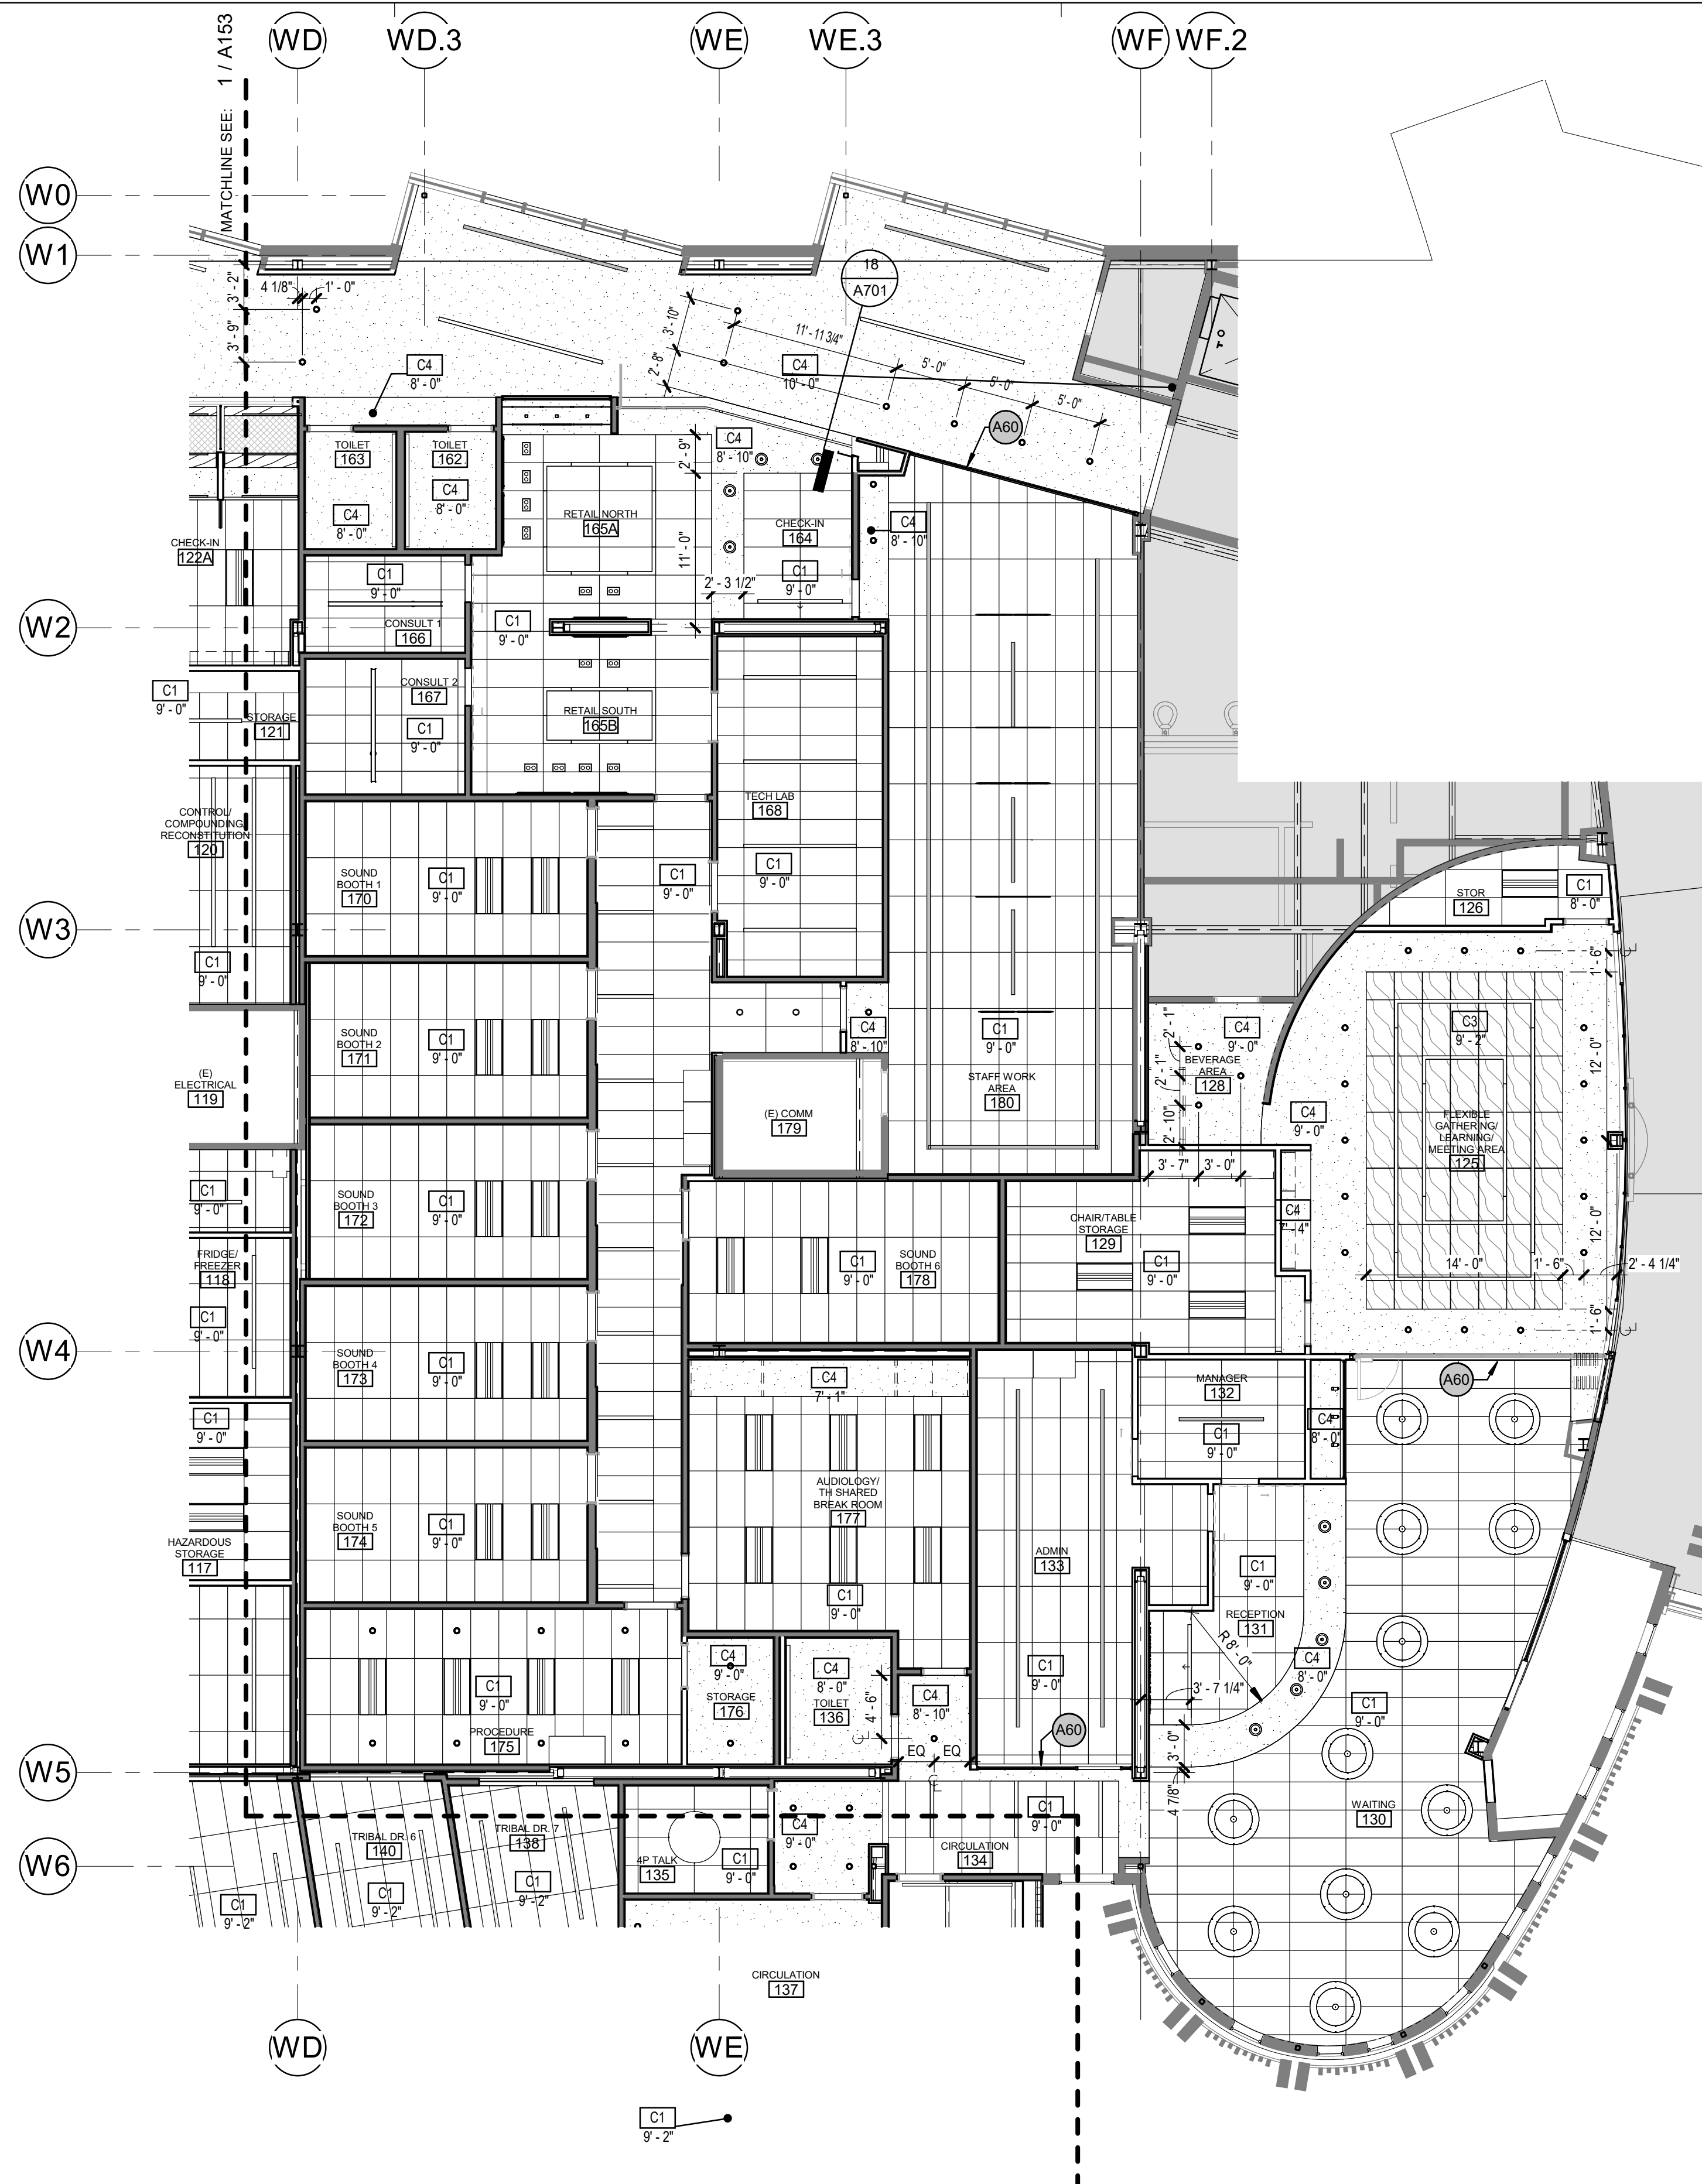 MATCHLINE SEE: 1 / A153
WD
WD.3
WE
WE.3
WF
WF.2
W0
W1
18
A701
3' - 2"
4 1/8"
1' - 0"
3' - 9"
3' - 10"
2' - 8"
11' - 11 3/4"
5' - 0"
5' - 0"
5' - 0"
C4
8' - 0"
C4
10' - 0"
A60
TOILET
163
C4
8' - 0"
TOILET
162
C4
8' - 0"
C4
8' - 10"
2' - 9"
RETAIL NORTH
165A
CHECK-IN
164
C1
9' - 0"
C4
8' - 10"
11' - 0"
2' - 3 1/2"
CHECK-IN
122A
C1
9' - 0"
CONSULT 1
166
C1
9' - 0"
W2
CONSULT 2
167
C1
9' - 0"
RETAIL SOUTH
165B
C1
9' - 0"
STORAGE
121
TECH LAB
168
C1
9' - 0"
CONTROL/
COMPOUNDING/
RECONSTITUTION
120
C1
9' - 0"
SOUND
BOOTH 1
170
C1
9' - 0"
C1
9' - 0"
STOR
126
C1
8' - 0"
W3
SOUND
BOOTH 2
171
C1
9' - 0"
C4
8' - 10"
C1
9' - 0"
STAFF WORK
AREA
180
2' - 1"
2' - 1"
2' - 10"
C4
9' - 0"
BEVERAGE
AREA
128
C4
9' - 0"
C3
9' - 2"
FLEXIBLE
GATHERING/
LEARNING/
MEETING AREA
125
1' - 6"
12' - 0"
12' - 0"
14' - 0"
1' - 6"
2' - 4 1/4"
1' - 6"
(E)
ELECTRICAL
119
(E) COMM
179
3' - 7"
3' - 0"
C1
9' - 0"
SOUND
BOOTH 3
172
C1
9' - 0"
CHAIR/TABLE
STORAGE
129
C1
9' - 0"
C4
7' - 4"
FRIDGE/
FREEZER
118
C1
9' - 0"
C1
9' - 0"
SOUND
BOOTH 6
178
W4
SOUND
BOOTH 4
173
C1
9' - 0"
C4
7' - 1"
MANAGER
132
C1
9' - 0"
C4
8' - 0"
A60
C1
9' - 0"
SOUND
BOOTH 5
174
C1
9' - 0"
AUDIOLOGY/
TH SHARED
BREAK ROOM
177
C1
9' - 0"
HAZARDOUS
STORAGE
117
ADMIN
133
C1
9' - 0"
C1
9' - 0"
RECEPTION
131
R 8' - 0"
C4
8' - 0"
3' - 7 1/4"
C1
9' - 0"
C1
9' - 0"
PROCEDURE
175
C4
9' - 0"
STORAGE
176
C4
8' - 0"
TOILET
136
4' - 6"
C4
8' - 10"
EQ
EQ
A60
3' - 0"
4 7/8"
W5
WAITING
130
TRIBAL DR. 6
140
C1
9' - 2"
TRIBAL DR. 7
138
C1
9' - 2"
4P TALK
135
C1
9' - 0"
C4
9' - 0"
C1
9' - 0"
CIRCULATION
134
W6
C1
9' - 2"
CIRCULATION
137
WD
WE
C1
9' - 2"